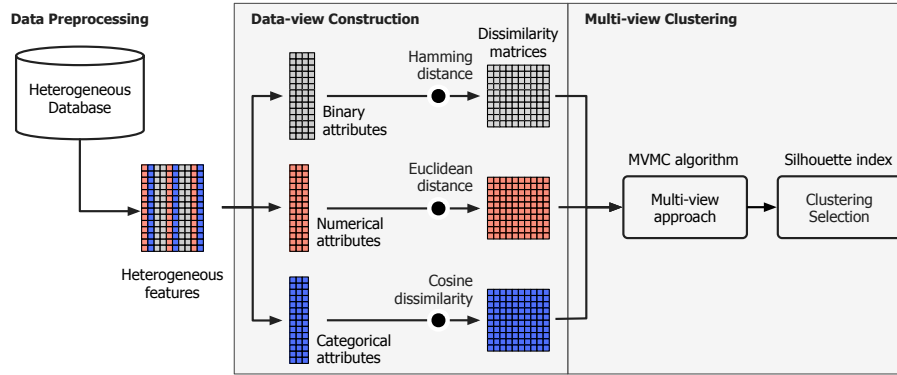 Data Preprocessing
Heterogeneous
Database
Heterogeneous
features
Data-view Construction
Binary
attributes
Numerical
attributes
Categorical
attributes
Hamming
distance
Euclidean
distance
Cosine
dissimilarity
Dissimilarity
matrices
Multi-view Clustering
MVMC algorithm
Multi-view
approach
Silhouette index
Clustering
Selection